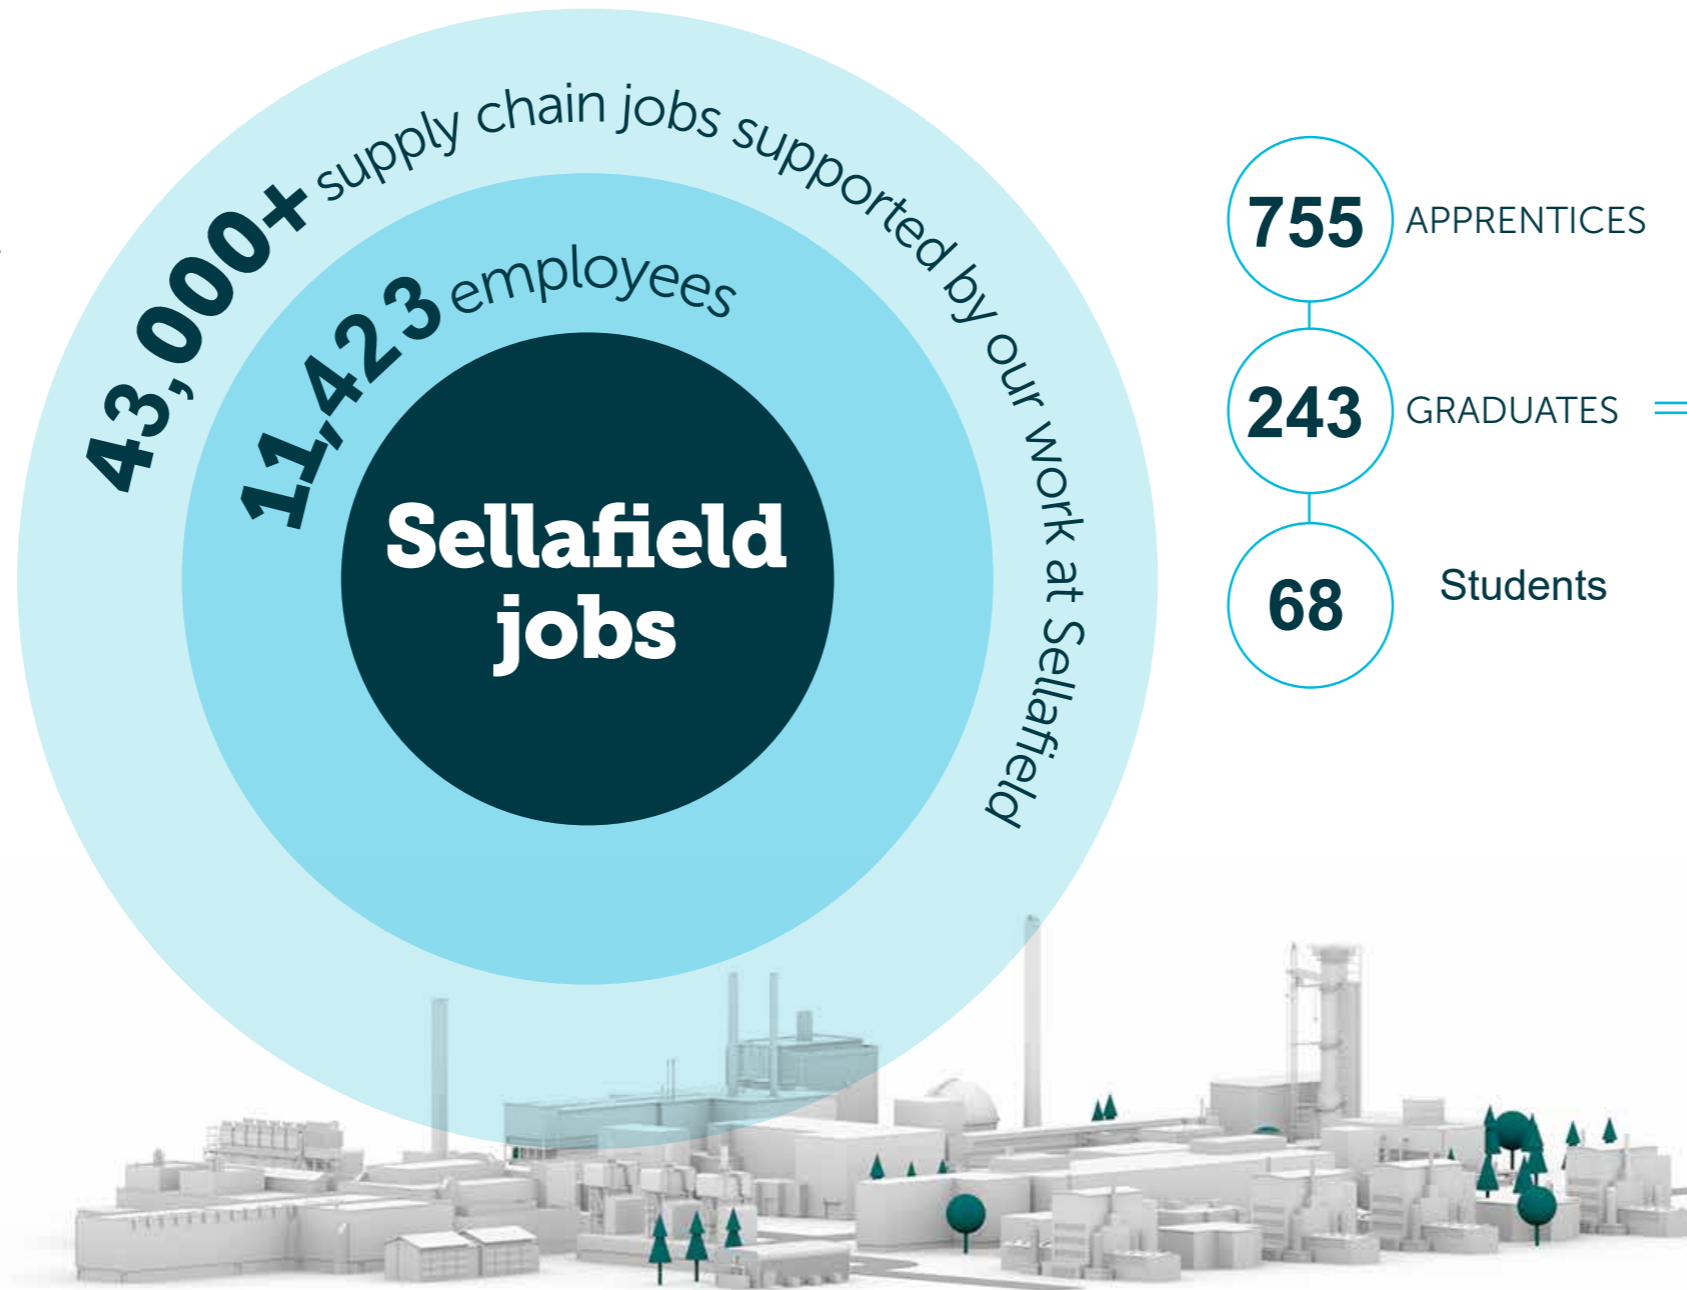 43,000+ supply chain jobs supported by our work at Sellafield
11,423 employees
Sellafield
jobs
755 APPRENTICES
243 GRADUATES =
68 Students